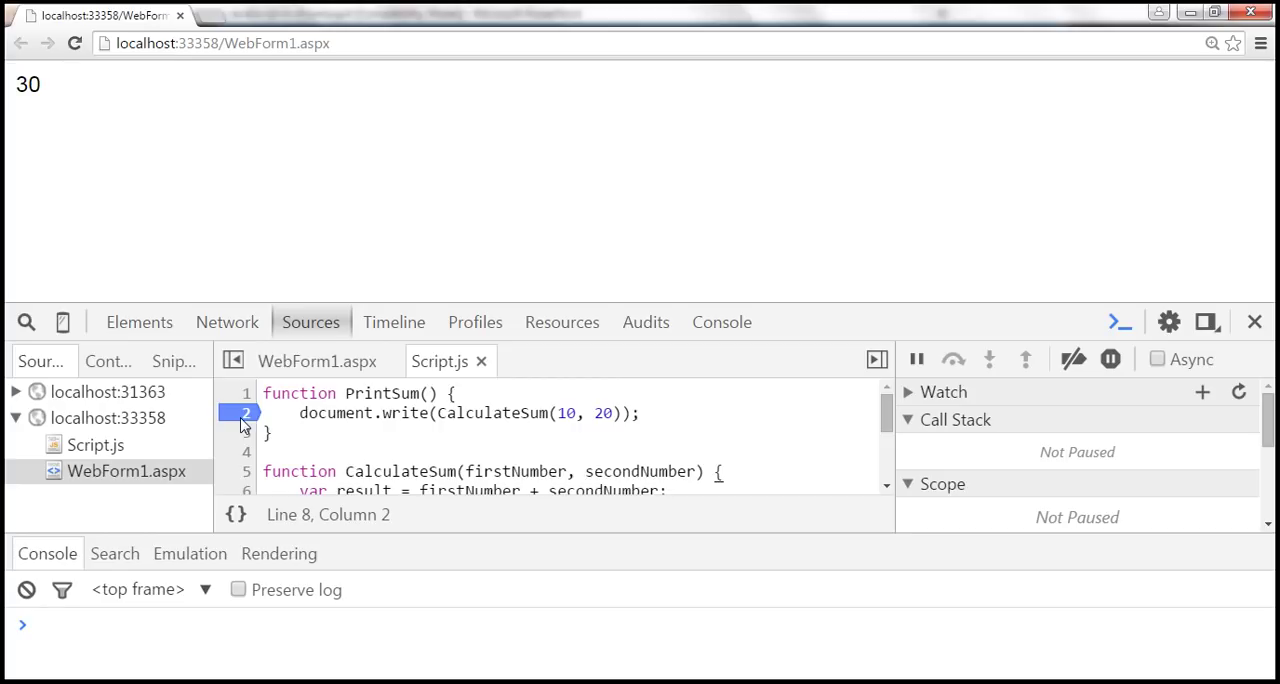 localhost:33358/WebForm
localhost:33358/WebForm1.aspx
30
Elements Network Sources Timeline Profiles Resources Audits Console
Sour... Cont... Snip...
WebForm1.aspx Script.js
Async
localhost:31363
localhost:33358
Script.js
WebForm1.aspx
1 function PrintSum() {
2 document.write(CalculateSum(10, 20));
3 }
4
5 function CalculateSum(firstNumber, secondNumber) {
6 var result = firstNumber + secondNumber;
{} Line 8, Column 2
Watch
Call Stack
Not Paused
Scope
Not Paused
Console Search Emulation Rendering
<top frame> Preserve log